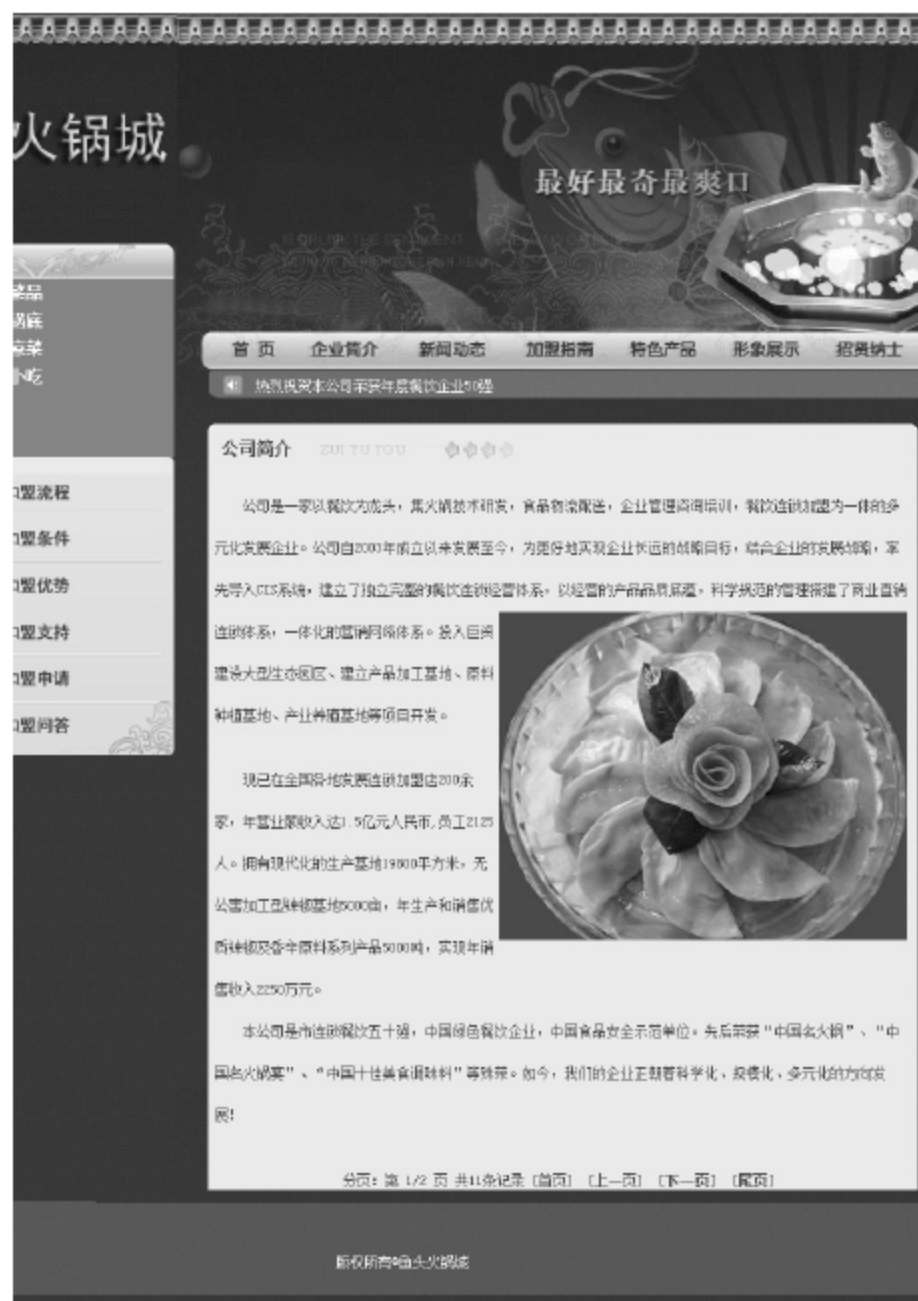 火锅城
最好最奇最爽口
锅底
凉菜
小吃
首 页 企业简介 新闻动态 加盟指南 特色产品 形象展示 招贤纳士
热烈祝贺本公司荣获年度餐饮企业50强
公司简介 ZUI YU TOU
加盟流程
加盟条件
加盟优势
加盟支持
加盟申请
加盟问答
公司是一家以餐饮为龙头，集火锅技术研发，食品物流配送，企业管理咨询培训，餐饮连锁加盟为一体的多
元化发展企业。公司自2003年成立以来发展至今，为更好地实现企业长远的战略目标，结合企业的发展战略，率
先导入CIS系统，建立了独立完整的餐饮连锁经营体系，以经营的产品品质底蕴，科学规范的管理搭建了商业直销
连锁体系，一体化的营销网络体系。投入巨资
建设大型生态园区、建立产品加工基地、原料
种植基地、产业养殖基地等项目开发。
现已在全国各地发展连锁加盟店200余
家，年营业额收入达1.5亿元人民币,员工2125
人。拥有现代化的生产基地19800平方米，无
公害加工型辣椒基地5000亩，年生产和销售优
质辣椒及香辛原料系列产品5000吨，实现年销
售收入2250万元。
本公司是市连锁餐饮五十强，中国绿色餐饮企业，中国食品安全示范单位。先后荣获“中国名火锅”、“中
国名火锅宴”、“中国十佳美食调味料”等殊荣。如今，我们的企业正朝着科学化、规模化、多元化的方向发
展!
分页: 第 1/2 页 共11条记录 [首页] [上一页] [下一页] [尾页]
版权所有®鱼头火锅城